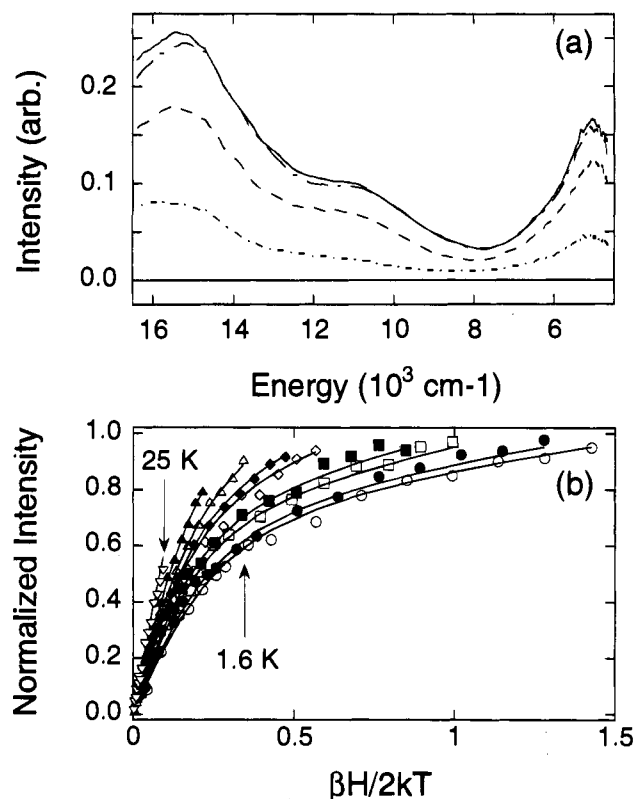 (a)
Intensity (arb.)
0.2
0.1
0.0
16 14 12 10 8 6
Energy (10³ cm-1)
(b)
Normalized Intensity
1.0
0.8
0.6
0.4
0.2
0.0
25 K
1.6 K
0 0.5 1 1.5
βH/2kT